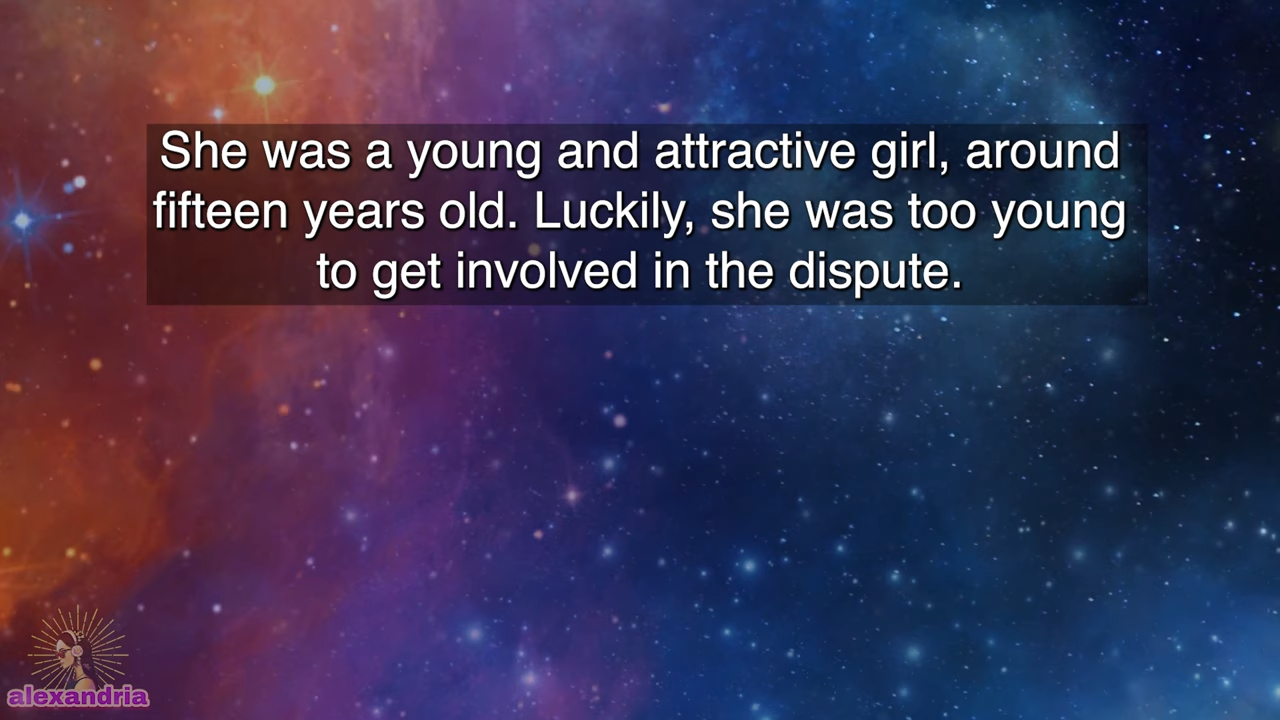 She was a young and attractive girl, around
fifteen years old. Luckily, she was too young
to get involved in the dispute.
alexandria